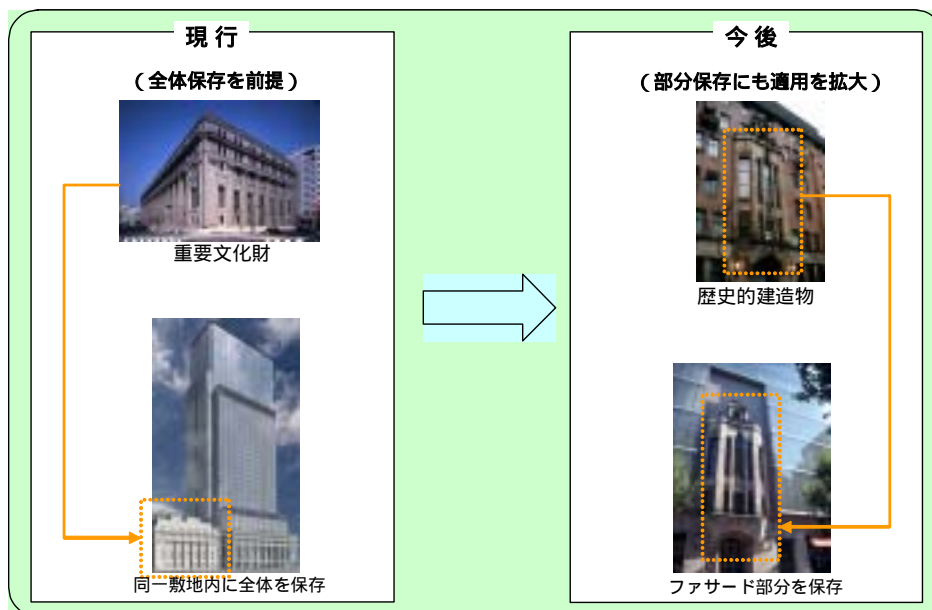 現行
(全体保存を前提)
重要文化財
同一敷地内に全体を保存
今後
(部分保存にも適用を拡大)
歴史的建造物
ファサード部分を保存